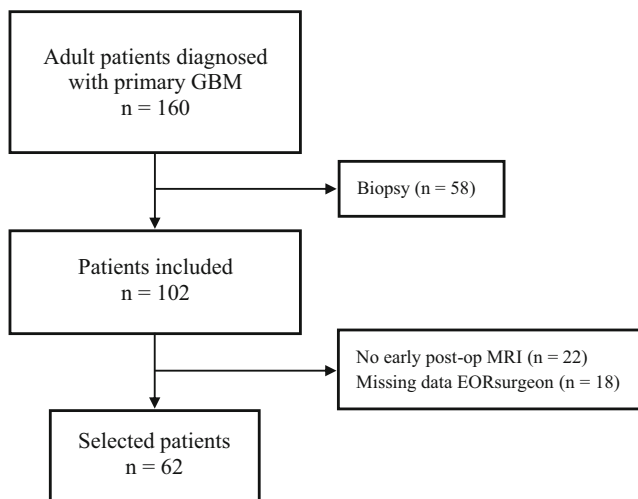 Adult patients diagnosed
with primary GBM
n = 160
Biopsy (n = 58)
Patients included
n = 102
No early post-op MRI (n = 22)
Missing data EORsurgeon (n = 18)
Selected patients
n = 62